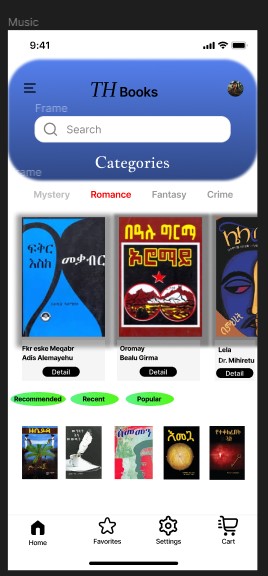 Music
9:41
TH Books
Frame
Search
ame
Categories
Mystery Romance Fantasy Crime
ፍቅር
እስከ
መቃብር
በዓሉ ግርማ
ኦሮማይ
Fkr eske Meqabr
Adis Alemayehu
Detail
Oromay
Bealu Girma
Detail
Lela
Dr. Mihiretu
Detail
Recommended Recent Popular
እመጓ
Home Favorites Settings Cart